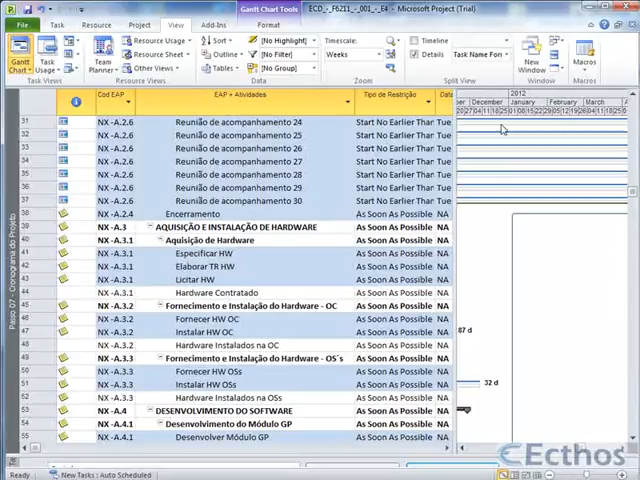 Gantt Chart Tools
ECD_-_F6211_-_001_-_E4 - Microsoft Project (Trial)
File Task Resource Project View Add-Ins Format
Gantt Chart
Task Usage
Team Planner
Resource Usage
Resource Sheet
Other Views
Sort
Outline
Tables
[No Highlight]
[No Filter]
[No Group]
Zoom
Weeks
Timeline
Details
Task Name Form
New Window
Macros
Task Views Resource Views Data Zoom Split View Window Macros
Cod EAP EAP + Atividades Tipo de Restrição Data
2012
December January February March
31 NX -A.2.6 Reunião de acompanhamento 24 Start No Earlier Than Tue
32 NX -A.2.6 Reunião de acompanhamento 25 Start No Earlier Than Tue
33 NX -A.2.6 Reunião de acompanhamento 26 Start No Earlier Than Tue
34 NX -A.2.6 Reunião de acompanhamento 27 Start No Earlier Than Tue
35 NX -A.2.6 Reunião de acompanhamento 28 Start No Earlier Than Tue
36 NX -A.2.6 Reunião de acompanhamento 29 Start No Earlier Than Tue
37 NX -A.2.6 Reunião de acompanhamento 30 Start No Earlier Than Tue
38 NX -A.2.4 Encerramento As Soon As Possible NA
39 NX -A.3 AQUISIÇÃO E INSTALAÇÃO DE HARDWARE As Soon As Possible NA
40 NX -A.3.1 Aquisição de Hardware As Soon As Possible NA
41 NX -A.3.1 Especificar HW As Soon As Possible NA
42 NX -A.3.1 Elaborar TR HW As Soon As Possible NA
43 NX -A.3.1 Licitar HW As Soon As Possible NA
44 NX -A.3.1 Hardware Contratado As Soon As Possible NA
45 NX -A.3.2 Fornecimento e Instalação do Hardware - OC As Soon As Possible NA
46 NX -A.3.2 Fornecer HW OC As Soon As Possible NA
47 NX -A.3.2 Instalar HW OC As Soon As Possible NA
48 NX -A.3.2 Hardware Instalados na OC As Soon As Possible NA
49 NX -A.3.3 Fornecimento e Instalação do Hardware - OS´s As Soon As Possible NA
50 NX -A.3.3 Fornecer HW OSs As Soon As Possible NA
51 NX -A.3.3 Instalar HW OSs As Soon As Possible NA
52 NX -A.3.3 Hardware Instalados na OSs As Soon As Possible NA
53 NX -A.4 DESENVOLVIMENTO DO SOFTWARE As Soon As Possible NA
54 NX -A.4.1 Desenvolvimento do Módulo GP As Soon As Possible NA
55 NX -A.4.1 Desenvolver Módulo GP As Soon As Possible NA
87 d
32 d
Passo 07 - Cronograma do Projeto
Ecthos
Ready New Tasks : Auto Scheduled